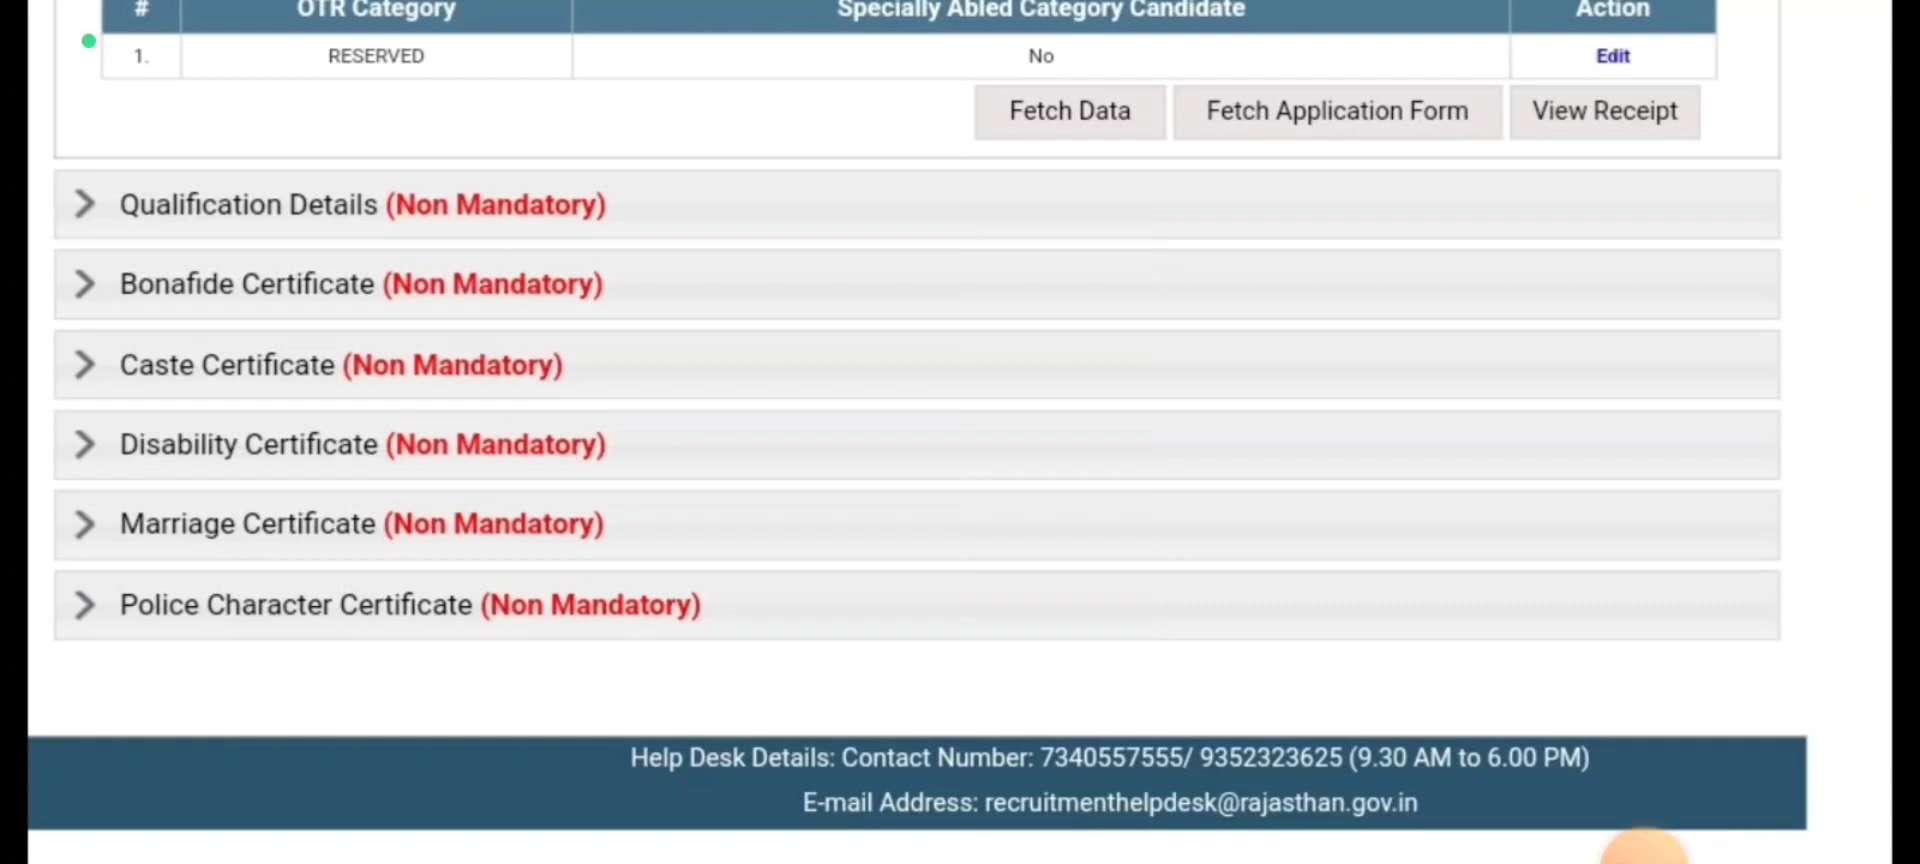 # OTR Category Specially Abled Category Candidate Action
1. RESERVED No Edit
Fetch Data Fetch Application Form View Receipt
Qualification Details (Non Mandatory)
Bonafide Certificate (Non Mandatory)
Caste Certificate (Non Mandatory)
Disability Certificate (Non Mandatory)
Marriage Certificate (Non Mandatory)
Police Character Certificate (Non Mandatory)
Help Desk Details: Contact Number: 7340557555/ 9352323625 (9.30 AM to 6.00 PM)
E-mail Address: recruitmenthelpdesk@rajasthan.gov.in